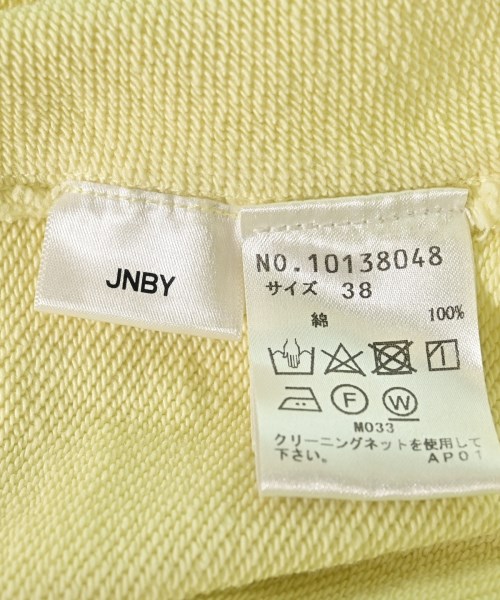 JNBY
NO.10138048
サイズ 38
綿 100%
F W
M033
クリーニングネットを使用して
下さい。 AP01